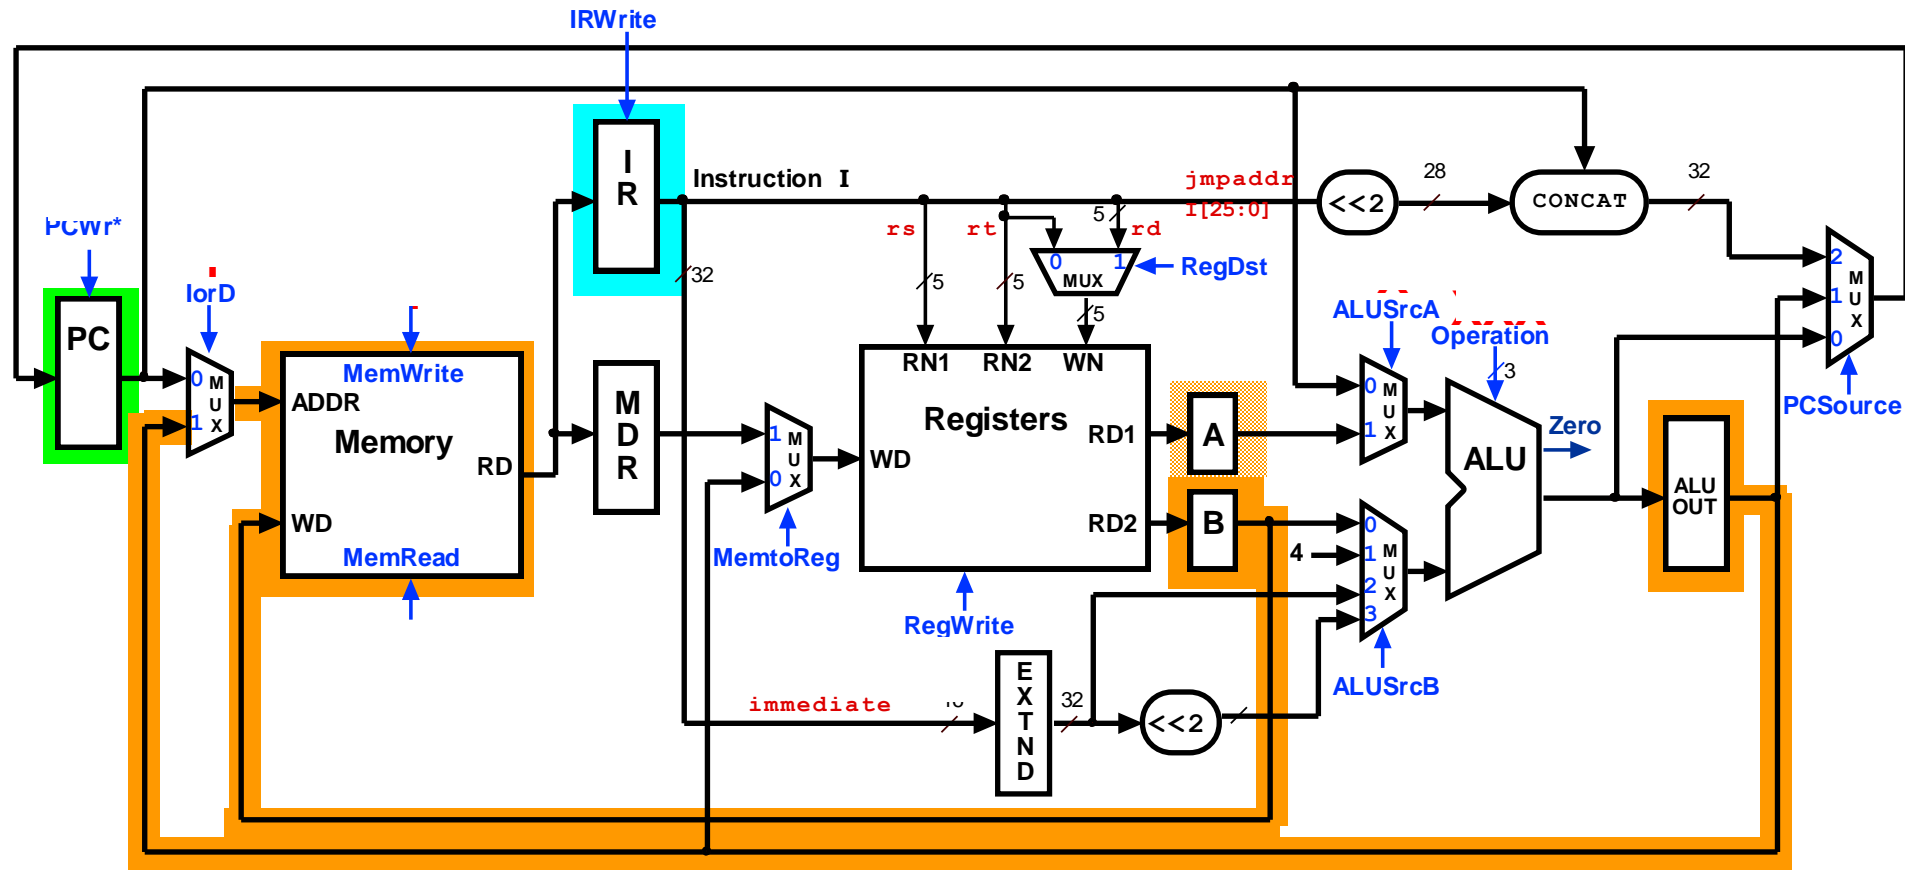 IRWrite
I
R
Instruction I
jmpaddr
I[25:0]
<<2
28
CONCAT
32
PCWr*
IorD
PC
0
M
U
X
1
MemWrite
ADDR
Memory
RD
WD
MemRead
M
D
R
32
rs
rt
5
rd
0
1
MUX
RegDst
5
5
5
RN1
RN2
WN
Registers
RD1
RD2
WD
1
M
U
X
0
MemtoReg
RegWrite
A
B
4
ALUSrcA
Operation
3
0
M
U
X
1
0
1
M
U
2
X
3
ALUSrcB
ALU
Zero
ALU
OUT
2
M
1
U
X
0
PCSource
immediate
E
X
T
N
D
32
<<2